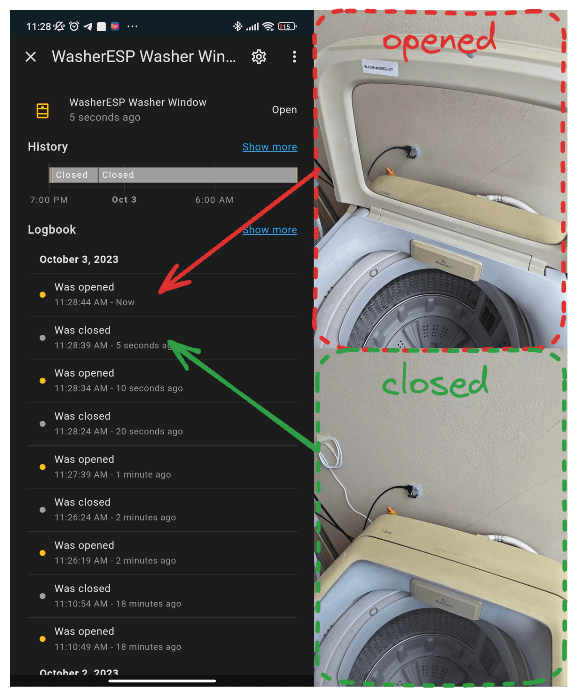 11:28
15
WasherESP Washer Win...
WasherESP Washer Window
5 seconds ago
Open
History
Show more
Closed
Closed
7:00 PM
Oct 3
6:00 AM
Logbook
Show more
October 3, 2023
Was opened
11:28:44 AM - Now
Was closed
11:28:39 AM - 5 seconds ago
Was opened
11:28:34 AM - 10 seconds ago
Was closed
11:28:24 AM - 20 seconds ago
Was opened
11:27:39 AM - 1 minute ago
Was closed
11:26:24 AM - 2 minutes ago
Was opened
11:26:19 AM - 2 minutes ago
Was closed
11:10:54 AM - 18 minutes ago
Was opened
11:10:49 AM - 18 minutes ago
October 2, 2023
opened
closed